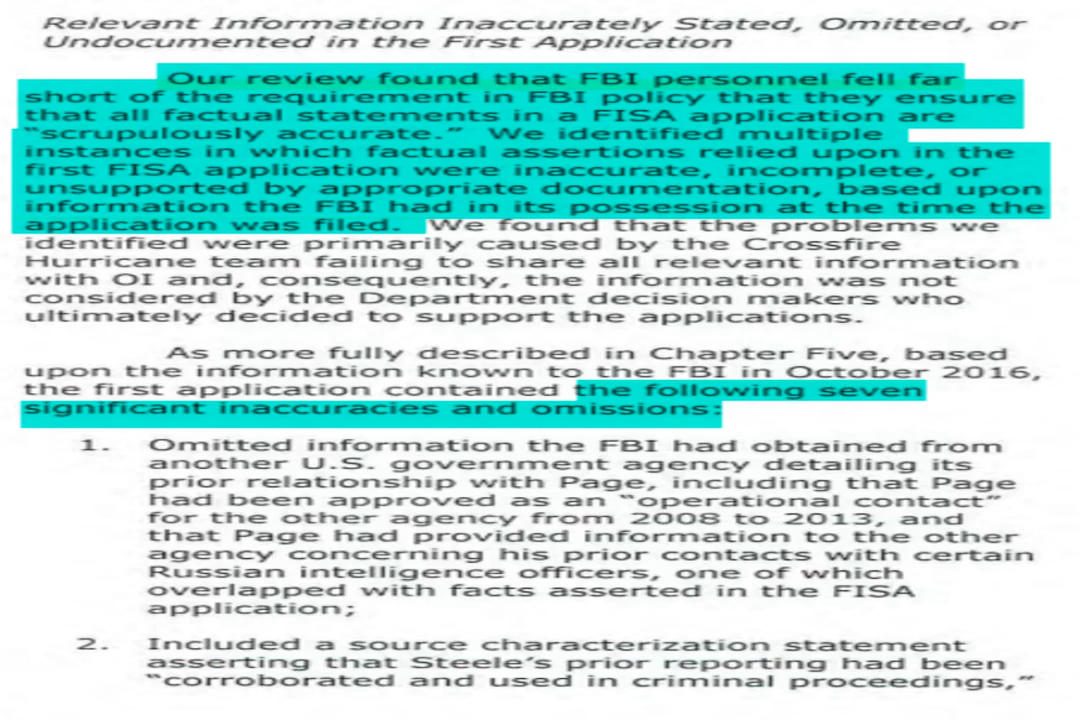 Relevant Information Inaccurately Stated, Omitted, or
Undocumented in the First Application
Our review found that FBI personnel fell far
short of the requirement in FBI policy that they ensure
that all factual statements in a FISA application are
“scrupulously accurate.” We identified multiple
instances in which factual assertions relied upon in the
first FISA application were inaccurate, incomplete, or
unsupported by appropriate documentation, based upon
information the FBI had in its possession at the time the
application was filed. We found that the problems we
identified were primarily caused by the Crossfire
Hurricane team failing to share all relevant information
with OI and, consequently, the information was not
considered by the Department decision makers who
ultimately decided to support the applications.
As more fully described in Chapter Five, based
upon the information known to the FBI in October 2016,
the first application contained the following seven
significant inaccuracies and omissions:
1. Omitted information the FBI had obtained from
another U.S. government agency detailing its
prior relationship with Page, including that Page
had been approved as an “operational contact”
for the other agency from 2008 to 2013, and
that Page had provided information to the other
agency concerning his prior contacts with certain
Russian intelligence officers, one of which
overlapped with facts asserted in the FISA
application;
2. Included a source characterization statement
asserting that Steele’s prior reporting had been
“corroborated and used in criminal proceedings,”